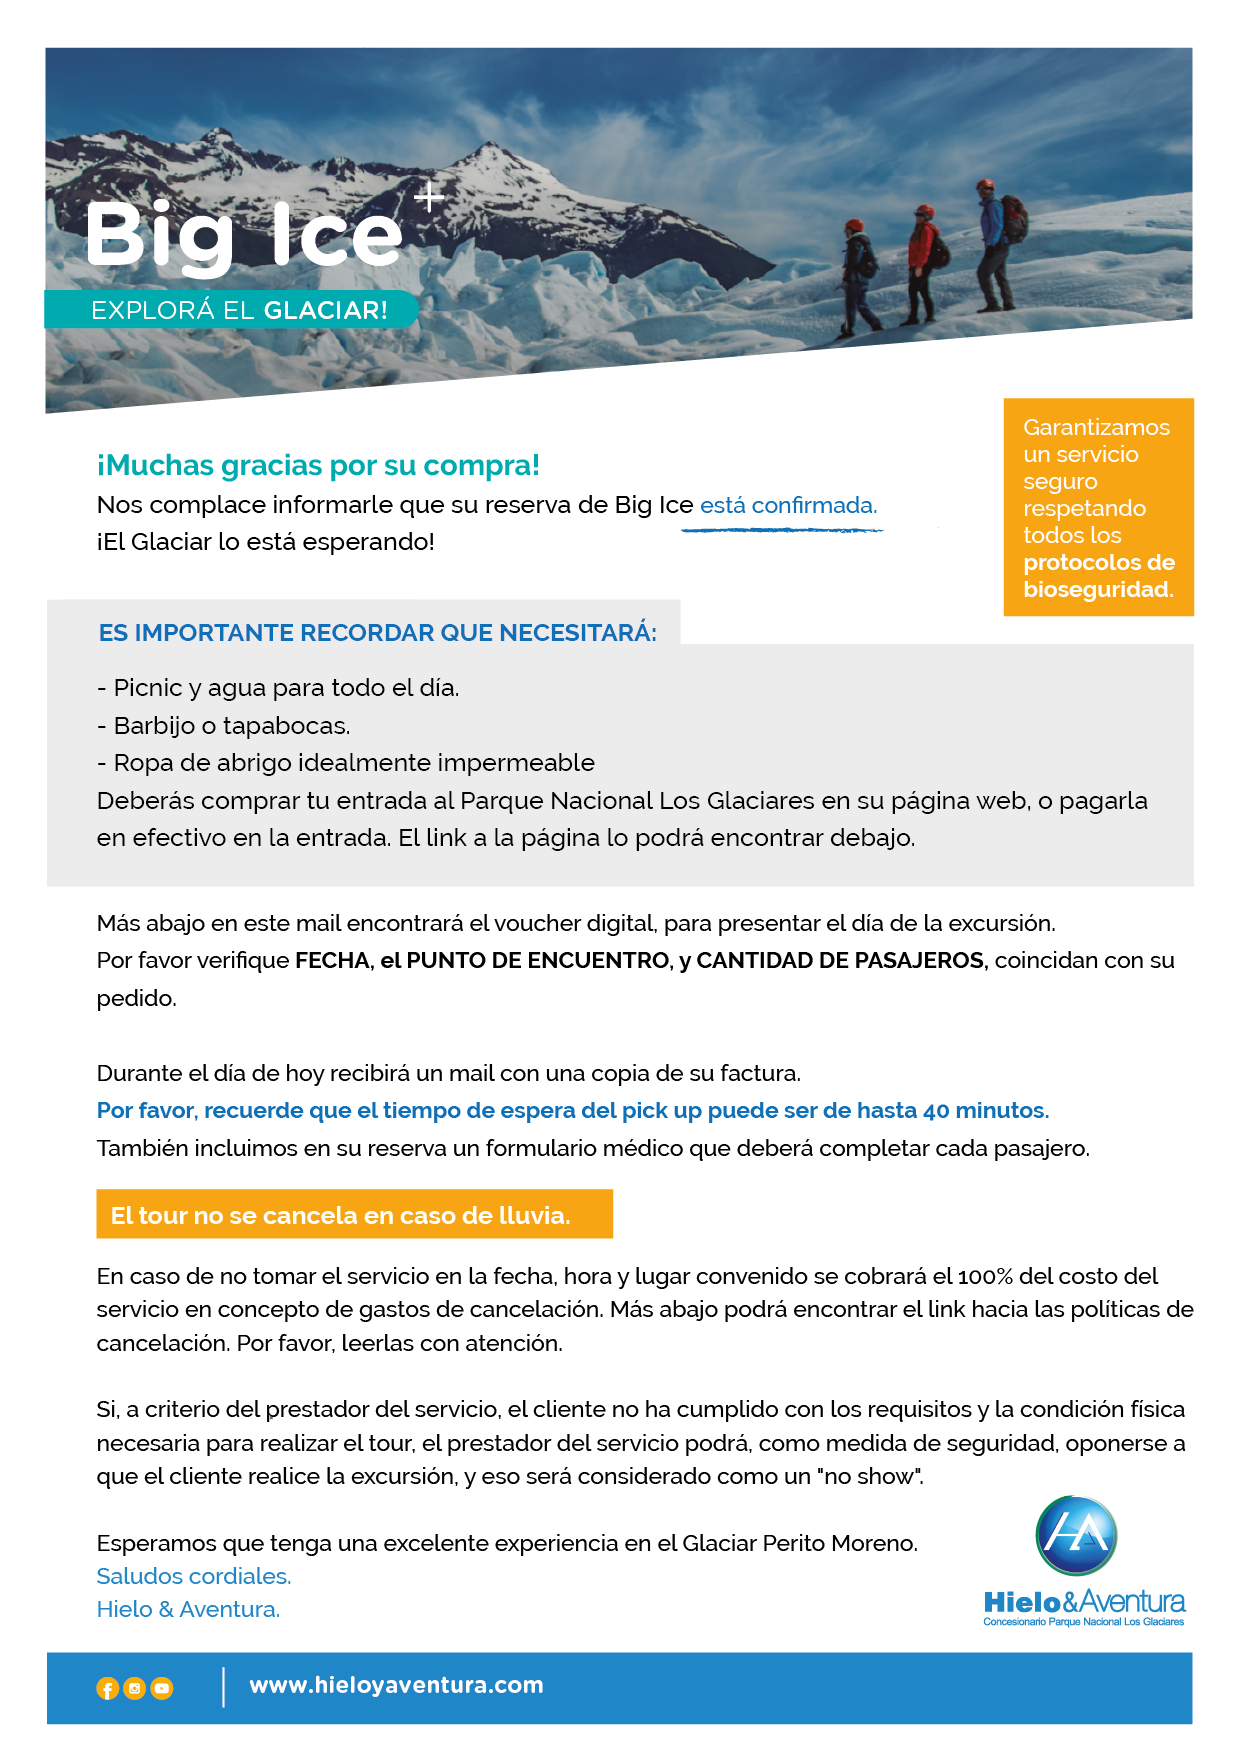 Big Ice+
EXPLORÁ EL GLACIAR!
Garantizamos
un servicio
seguro
respetando
todos los
protocolos de
bioseguridad.
¡Muchas gracias por su compra!
Nos complace informarle que su reserva de Big Ice está confirmada.
¡El Glaciar lo está esperando!
ES IMPORTANTE RECORDAR QUE NECESITARÁ:
- Picnic y agua para todo el día.
- Barbijo o tapabocas.
- Ropa de abrigo idealmente impermeable
Deberás comprar tu entrada al Parque Nacional Los Glaciares en su página web, o pagarla
en efectivo en la entrada. El link a la página lo podrá encontrar debajo.
Más abajo en este mail encontrará el voucher digital, para presentar el día de la excursión.
Por favor verifique FECHA, el PUNTO DE ENCUENTRO, y CANTIDAD DE PASAJEROS, coincidan con su
pedido.
Durante el día de hoy recibirá un mail con una copia de su factura.
Por favor, recuerde que el tiempo de espera del pick up puede ser de hasta 40 minutos.
También incluimos en su reserva un formulario médico que deberá completar cada pasajero.
El tour no se cancela en caso de lluvia.
En caso de no tomar el servicio en la fecha, hora y lugar convenido se cobrará el 100% del costo del
servicio en concepto de gastos de cancelación. Más abajo podrá encontrar el link hacia las políticas de
cancelación. Por favor, leerlas con atención.
Si, a criterio del prestador del servicio, el cliente no ha cumplido con los requisitos y la condición física
necesaria para realizar el tour, el prestador del servicio podrá, como medida de seguridad, oponerse a
que el cliente realice la excursión, y eso será considerado como un "no show".
Esperamos que tenga una excelente experiencia en el Glaciar Perito Moreno.
Saludos cordiales.
Hielo & Aventura.
HA
Hielo&Aventura
Concesionario Parque Nacional Los Glaciares
www.hieloyaventura.com